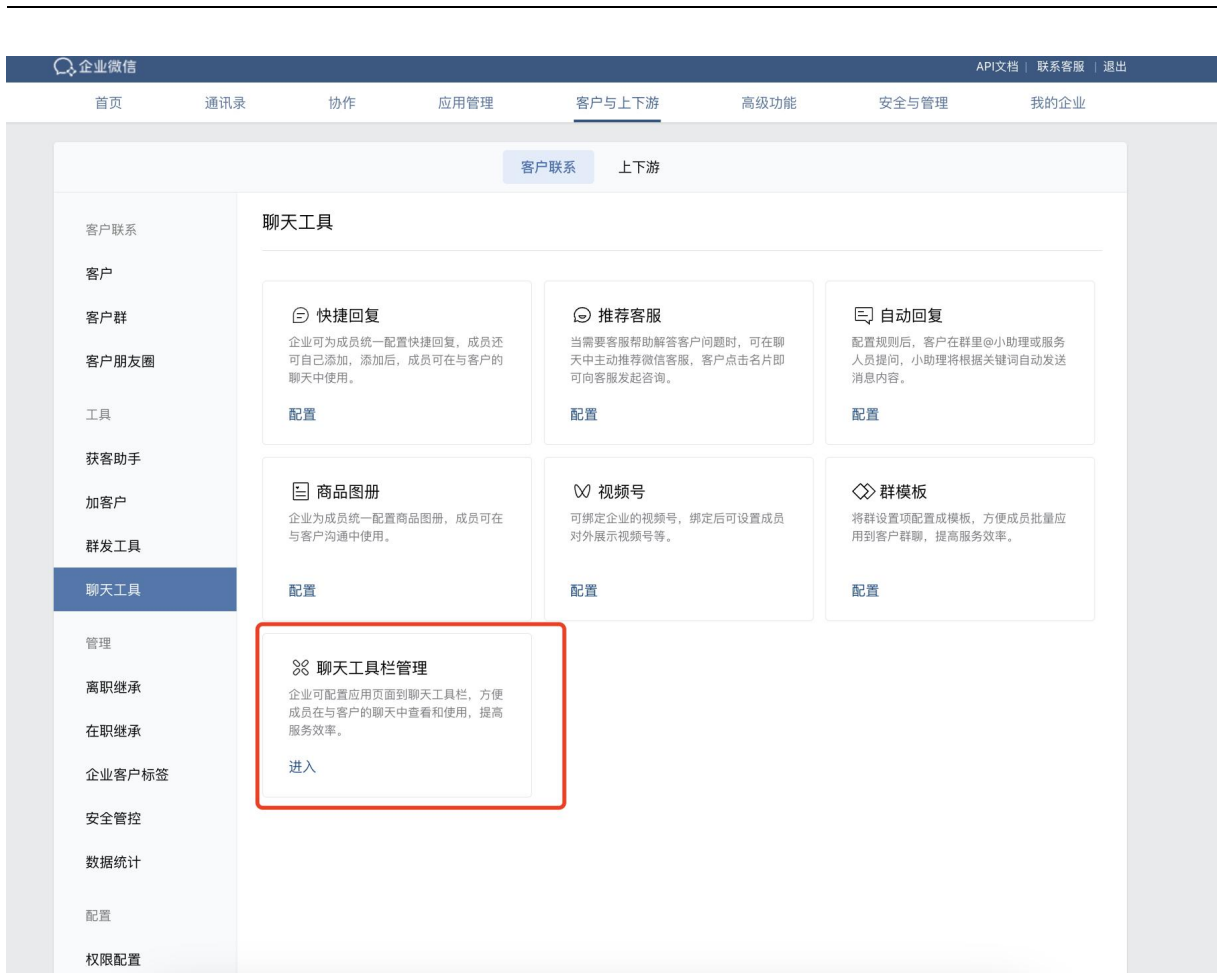 企业微信
API文档 | 联系客服 | 退出
首页 通讯录 协作 应用管理 客户与上下游 高级功能 安全与管理 我的企业
客户联系 上下游
客户联系
客户
客户群
客户朋友圈
工具
获客助手
加客户
群发工具
聊天工具
管理
离职继承
在职继承
企业客户标签
安全管控
数据统计
配置
权限配置
聊天工具
快捷回复
企业可为成员统一配置快捷回复，成员还
可自己添加，添加后，成员可在与客户的
聊天中使用。
配置
推荐客服
当需要客服帮助解答客户问题时，可在聊
天中主动推荐微信客服，客户点击名片即
可向客服发起咨询。
配置
自动回复
配置规则后，客户在群里@小助理或服务
人员提问，小助理将根据关键词自动发送
消息内容。
配置
商品图册
企业为成员统一配置商品图册，成员可在
与客户沟通中使用。
配置
视频号
可绑定企业的视频号，绑定后可设置成员
对外展示视频号等。
配置
群模板
将群设置项配置成模板，方便成员批量应
用到客户群聊，提高服务效率。
配置
聊天工具栏管理
企业可配置应用页面到聊天工具栏，方便
成员在与客户的聊天中查看和使用，提高
服务效率。
进入